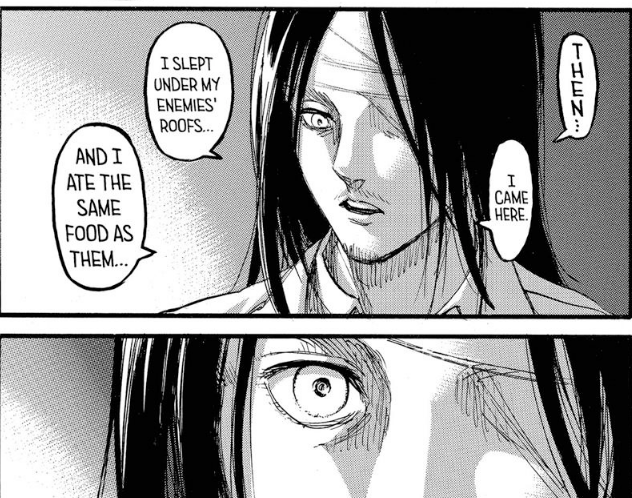 THEN...
I
CAME
HERE.
I SLEPT
UNDER MY
ENEMIES'
ROOFS...
AND I
ATE THE
SAME
FOOD AS
THEM...